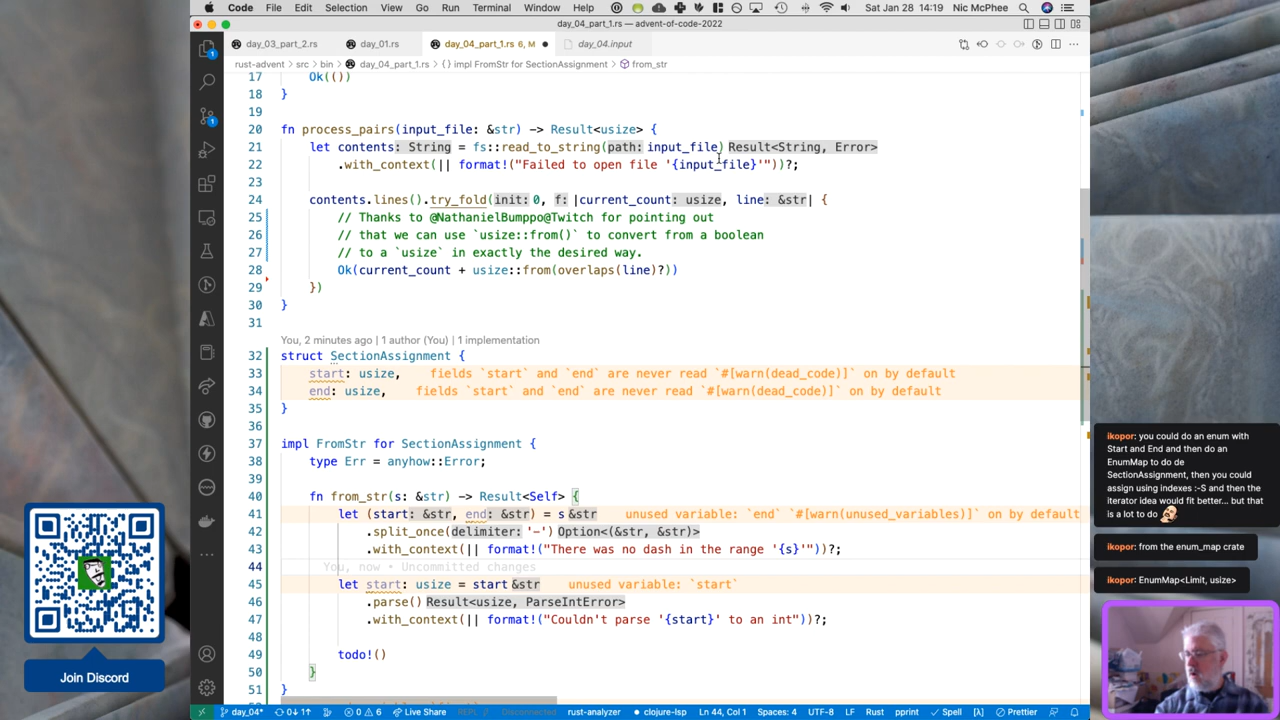 Code File Edit Selection View Go Run Terminal Window Help Sat Jan 28 14:19 Nic McPhee
day_04_part_1.rs — advent-of-code-2022
day_03_part_2.rs day_01.rs day_04_part_1.rs 6, M day_04.input
rust-advent › src › bin › day_04_part_1.rs › {} impl FromStr for SectionAssignment › from_str
17 Ok(())
18 }
19
20 fn process_pairs(input_file: &str) -> Result<usize> {
21 let contents: String = fs::read_to_string(path: input_file) Result<String, Error>
22 .with_context(|| format!("Failed to open file '{input_file}'"))?;
23
24 contents.lines().try_fold(init: 0, f: |current_count: usize, line: &str| {
25 // Thanks to @NathanielBumppo@Twitch for pointing out
26 // that we can use `usize::from()` to convert from a boolean
27 // to a `usize` in exactly the desired way.
28 Ok(current_count + usize::from(overlaps(line)?))
29 })
30 }
31
You, 2 minutes ago | 1 author (You) | 1 implementation
32 struct SectionAssignment {
33 start: usize, fields `start` and `end` are never read `#[warn(dead_code)]` on by default
34 end: usize, fields `start` and `end` are never read `#[warn(dead_code)]` on by default
35 }
36
37 impl FromStr for SectionAssignment {
38 type Err = anyhow::Error;
39
40 fn from_str(s: &str) -> Result<Self> {
41 let (start: &str, end: &str) = s &str unused variable: `end` `#[warn(unused_variables)]` on by default
42 .split_once(delimiter: '-') Option<(&str, &str)>
43 .with_context(|| format!("There was no dash in the range '{s}'"))?;
44 You, now • Uncommitted changes
45 let start: usize = start &str unused variable: `start`
46 .parse() Result<usize, ParseIntError>
47 .with_context(|| format!("Couldn't parse '{start}' to an int"))?;
48
49 todo!()
50 }
51 }
day_04* 0↓ 1↑ 0 6 Live Share REPL Disconnected rust-analyzer clojure-lsp Ln 44, Col 1 Spaces: 4 UTF-8 LF Rust pprint Spell [λ] Prettier
1
1
Join Discord
ikopor: you could do an enum with
Start and End and then do an
EnumMap to do de
SectionAssignment, then you could
assign using indexes :-S and then the
iterator idea would fit better... but that
is a lot to do
ikopor: from the enum_map crate
ikopor: EnumMap<Limit, usize>